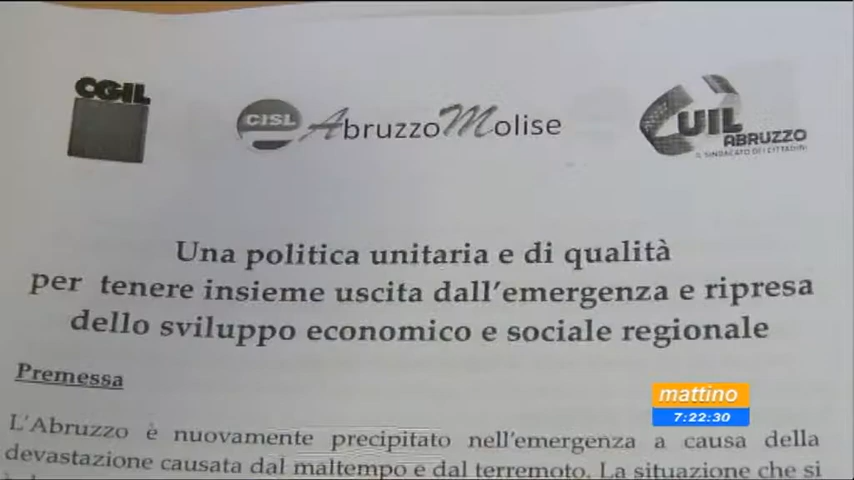 CGIL
CISL AbruzzoMolise
UIL
ABRUZZO
IL SINDACATO DEI CITTADINI
Una politica unitaria e di qualità
per tenere insieme uscita dall'emergenza e ripresa
dello sviluppo economico e sociale regionale
Premessa
L'Abruzzo è nuovamente precipitato nell'emergenza a causa della
devastazione causata dal maltempo e dal terremoto. La situazione che si
mattino
7:22:30